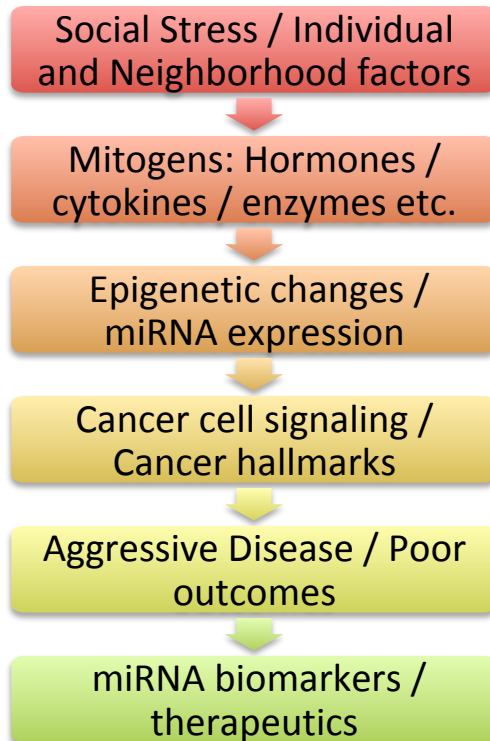 Social Stress / Individual
and Neighborhood factors
Mitogens: Hormones /
cytokines / enzymes etc.
Epigenetic changes /
miRNA expression
Cancer cell signaling /
Cancer hallmarks
Aggressive Disease / Poor
outcomes
miRNA biomarkers /
therapeutics